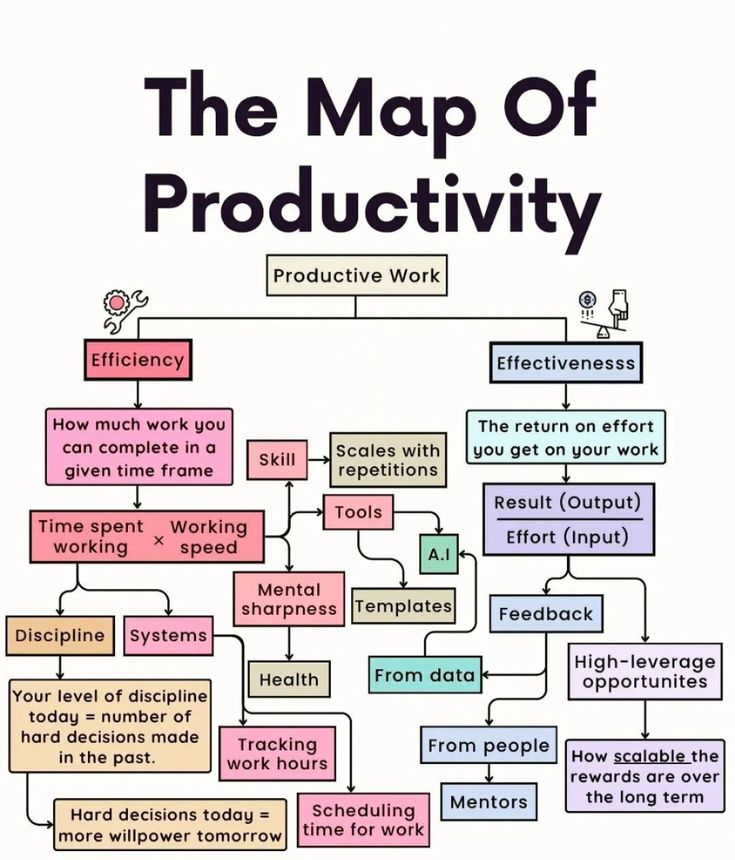 The Map Of
Productivity
Productive Work
Efficiency
Effectivenesss
How much work you
can complete in a
given time frame
The return on effort
you get on your work
Skill
Scales with
repetitions
Time spent
working
×
Working
speed
Tools
A.I
Result (Output)
Effort (Input)
Mental
sharpness
Templates
Feedback
Discipline
Systems
Health
From data
High-leverage
opportunites
Your level of discipline
today = number of
hard decisions made
in the past.
Tracking
work hours
From people
How scalable the
rewards are over
the long term
Hard decisions today =
more willpower tomorrow
Scheduling
time for work
Mentors